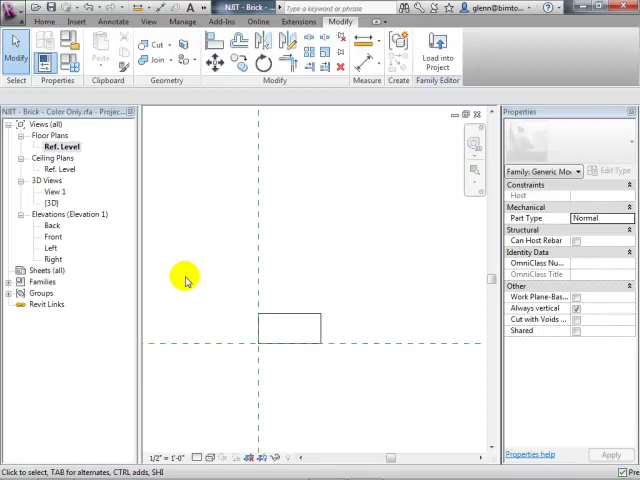 NJIT - Brick - ...
Type a keyword or phrase
glenn@bimto...
Home
Insert
Annotate
View
Manage
Add-Ins
Online
Extensions
Modify
Modify
Paste
Cut
Join
Load into
Project
Select
Properties
Clipboard
Geometry
Modify
Measure
Create
Family Editor
NJIT - Brick - Color Only.rfa - Projec...
Views (all)
Floor Plans
Ref. Level
Ceiling Plans
Ref. Level
3D Views
View 1
{3D}
Elevations (Elevation 1)
Back
Front
Left
Right
Sheets (all)
Families
Groups
Revit Links
Properties
Family: Generic Mo
Edit Type
Constraints
Host
Mechanical
Part Type
Normal
Structural
Can Host Rebar
Identity Data
OmniClass Nu...
OmniClass Title
Other
Work Plane-Bas...
Always vertical
Cut with Voids ...
Shared
Properties help
Apply
1/2" = 1'-0"
Click to select, TAB for alternates, CTRL adds, SHI
Pre